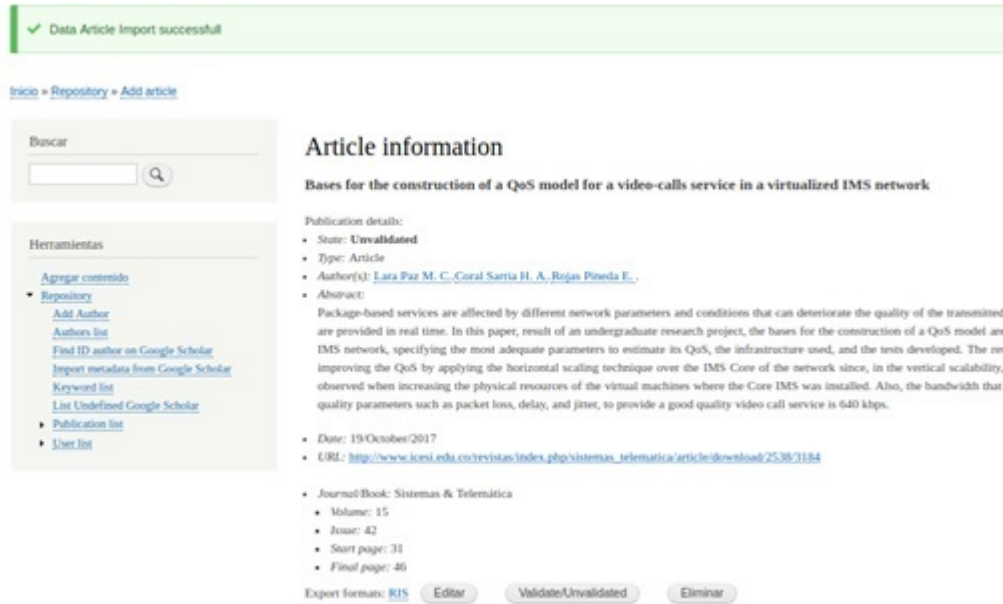 Data Article Import successfull
Inicio » Repository » Add article
Buscar
Herramientas
Agregar contenido
Repository
Add Author
Authors list
Find ID author on Google Scholar
Import metadata from Google Scholar
Keyword list
List Undefined Google Scholar
Publication list
User list
Article information
Bases for the construction of a QoS model for a video-calls service in a virtualized IMS network
Publication details:
State: Unvalidated
Type: Article
Author(s): Lara Paz M. C.,Coral Sarria H. A.,Rojas Pineda E. .
Abstract:
Package-based services are affected by different network parameters and conditions that can deteriorate the quality of the transmitted
are provided in real time. In this paper, result of an undergraduate research project, the bases for the construction of a QoS model are
IMS network, specifying the most adequate parameters to estimate its QoS, the infrastructure used, and the tests developed. The re
improving the QoS by applying the horizontal scaling technique over the IMS Core of the network since, in the vertical scalability,
observed when increasing the physical resources of the virtual machines where the Core IMS was installed. Also, the bandwidth that
quality parameters such as packet loss, delay, and jitter, to provide a good quality video call service is 640 kbps.
Date: 19/October/2017
URL: http://www.icesi.edu.co/revistas/index.php/sistemas_telematica/article/download/2538/3184
Journal/Book: Sistemas & Telemática
Volume: 15
Issue: 42
Start page: 31
Final page: 46
Export formats: RIS Editar Validate/Unvalidated Eliminar